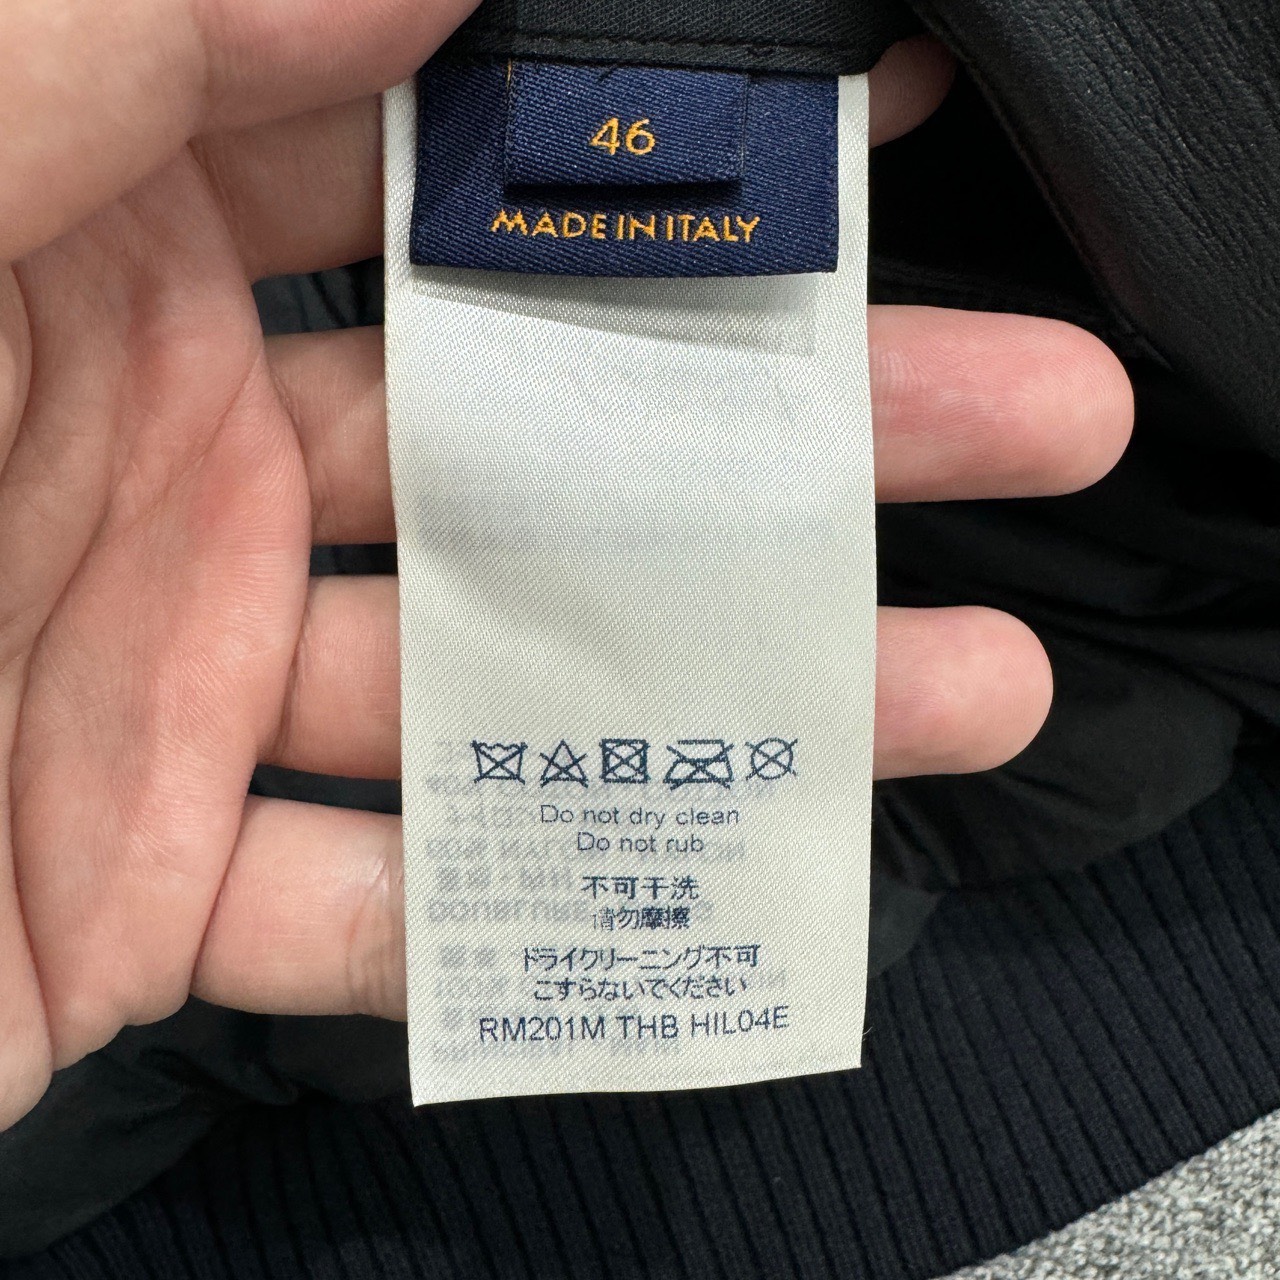 46
MADE IN ITALY
Do not dry clean
Do not rub
不可干洗
请勿摩擦
ドライクリーニング不可
こすらないでください
RM201M THB HIL04E